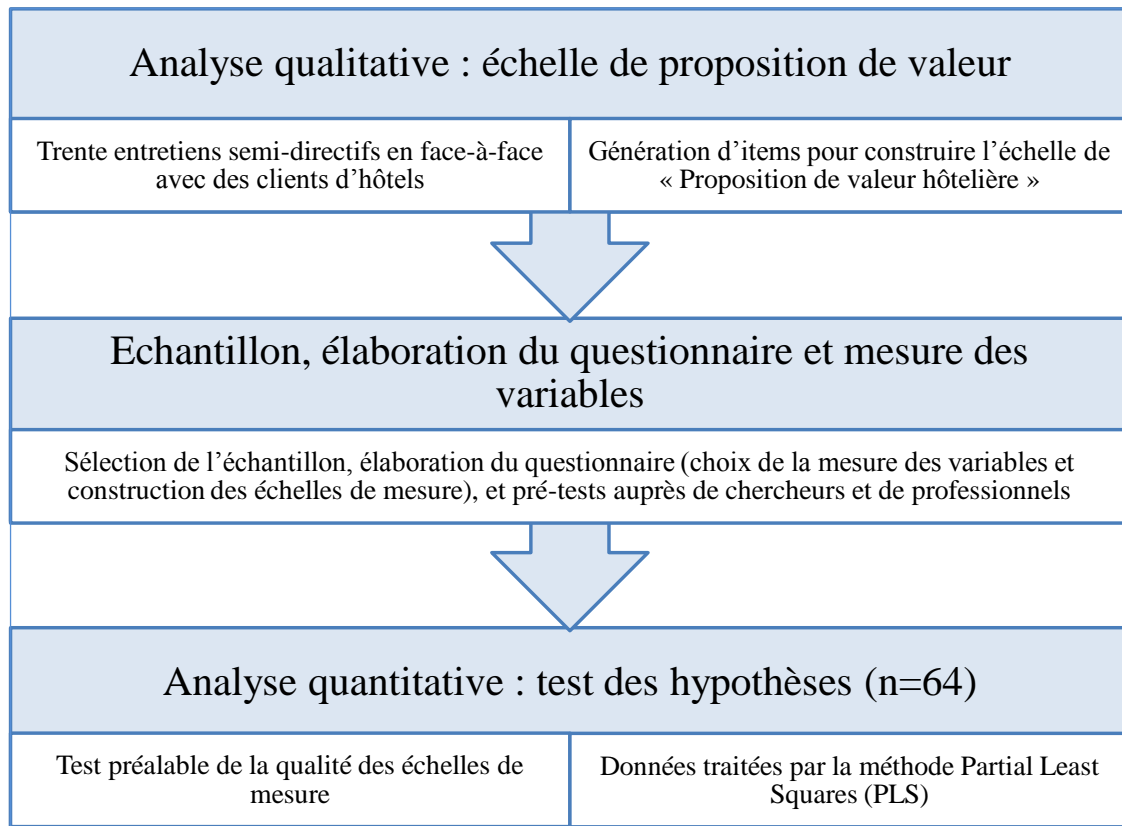 Analyse qualitative : échelle de proposition de valeur
Trente entretiens semi-directifs en face-à-face
avec des clients d’hôtels
Génération d’items pour construire l’échelle de
« Proposition de valeur hôtelière »
Echantillon, élaboration du questionnaire et mesure des
variables
Sélection de l’échantillon, élaboration du questionnaire (choix de la mesure des variables et
construction des échelles de mesure), et pré-tests auprès de chercheurs et de professionnels
Analyse quantitative : test des hypothèses (n=64)
Test préalable de la qualité des échelles de
mesure
Données traitées par la méthode Partial Least
Squares (PLS)